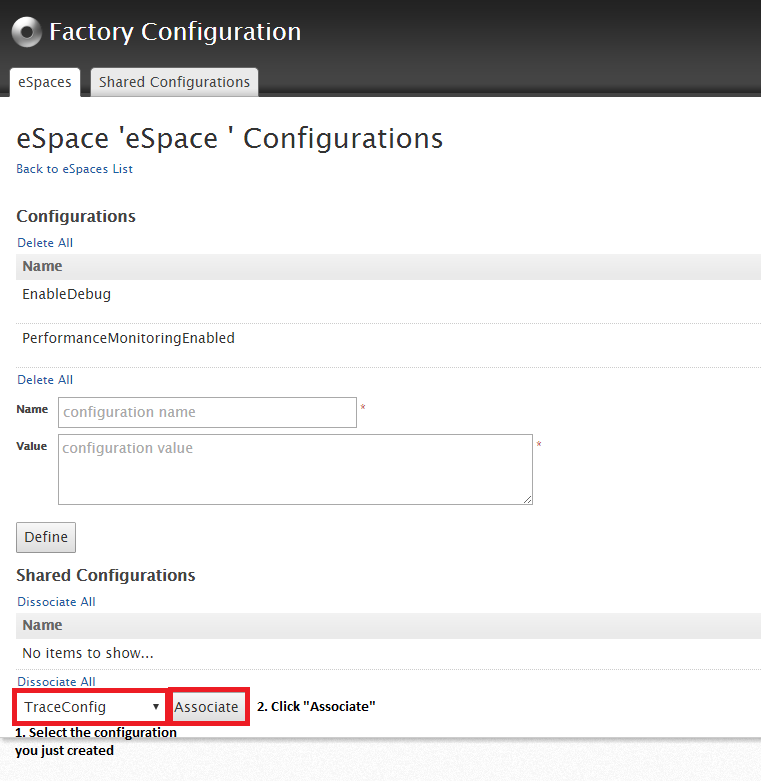 Factory Configuration
eSpaces Shared Configurations
eSpace 'eSpace ' Configurations
Back to eSpaces List
Configurations
Delete All
Name
EnableDebug
PerformanceMonitoringEnabled
Delete All
Name configuration name *
Value configuration value *
Define
Shared Configurations
Dissociate All
Name
No items to show...
Dissociate All
TraceConfig Associate 2. Click "Associate"
1. Select the configuration
you just created